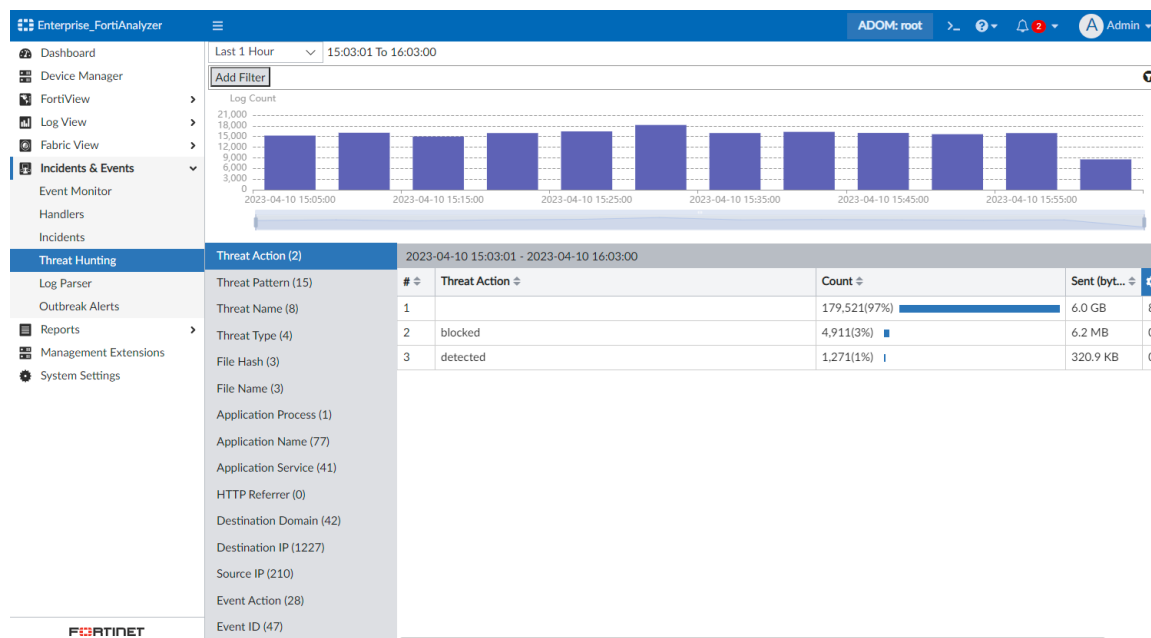 Enterprise_FortiAnalyzer
ADOM: root
>_
?
2
A
Admin
Dashboard
Device Manager
FortiView
Log View
Fabric View
Incidents & Events
Event Monitor
Handlers
Incidents
Threat Hunting
Log Parser
Outbreak Alerts
Reports
Management Extensions
System Settings
FORTINET
Last 1 Hour
15:03:01 To 16:03:00
Add Filter
Log Count
21,000
18,000
15,000
12,000
9,000
6,000
3,000
0
2023-04-10 15:05:00 2023-04-10 15:15:00 2023-04-10 15:25:00 2023-04-10 15:35:00 2023-04-10 15:45:00 2023-04-10 15:55:00
Threat Action (2)
Threat Pattern (15)
Threat Name (8)
Threat Type (4)
File Hash (3)
File Name (3)
Application Process (1)
Application Name (77)
Application Service (41)
HTTP Referrer (0)
Destination Domain (42)
Destination IP (1227)
Source IP (210)
Event Action (28)
Event ID (47)
2023-04-10 15:03:01 - 2023-04-10 16:03:00
# Threat Action Count Sent (byt...
1 179,521(97%) 6.0 GB
2 blocked 4,911(3%) 6.2 MB
3 detected 1,271(1%) 320.9 KB